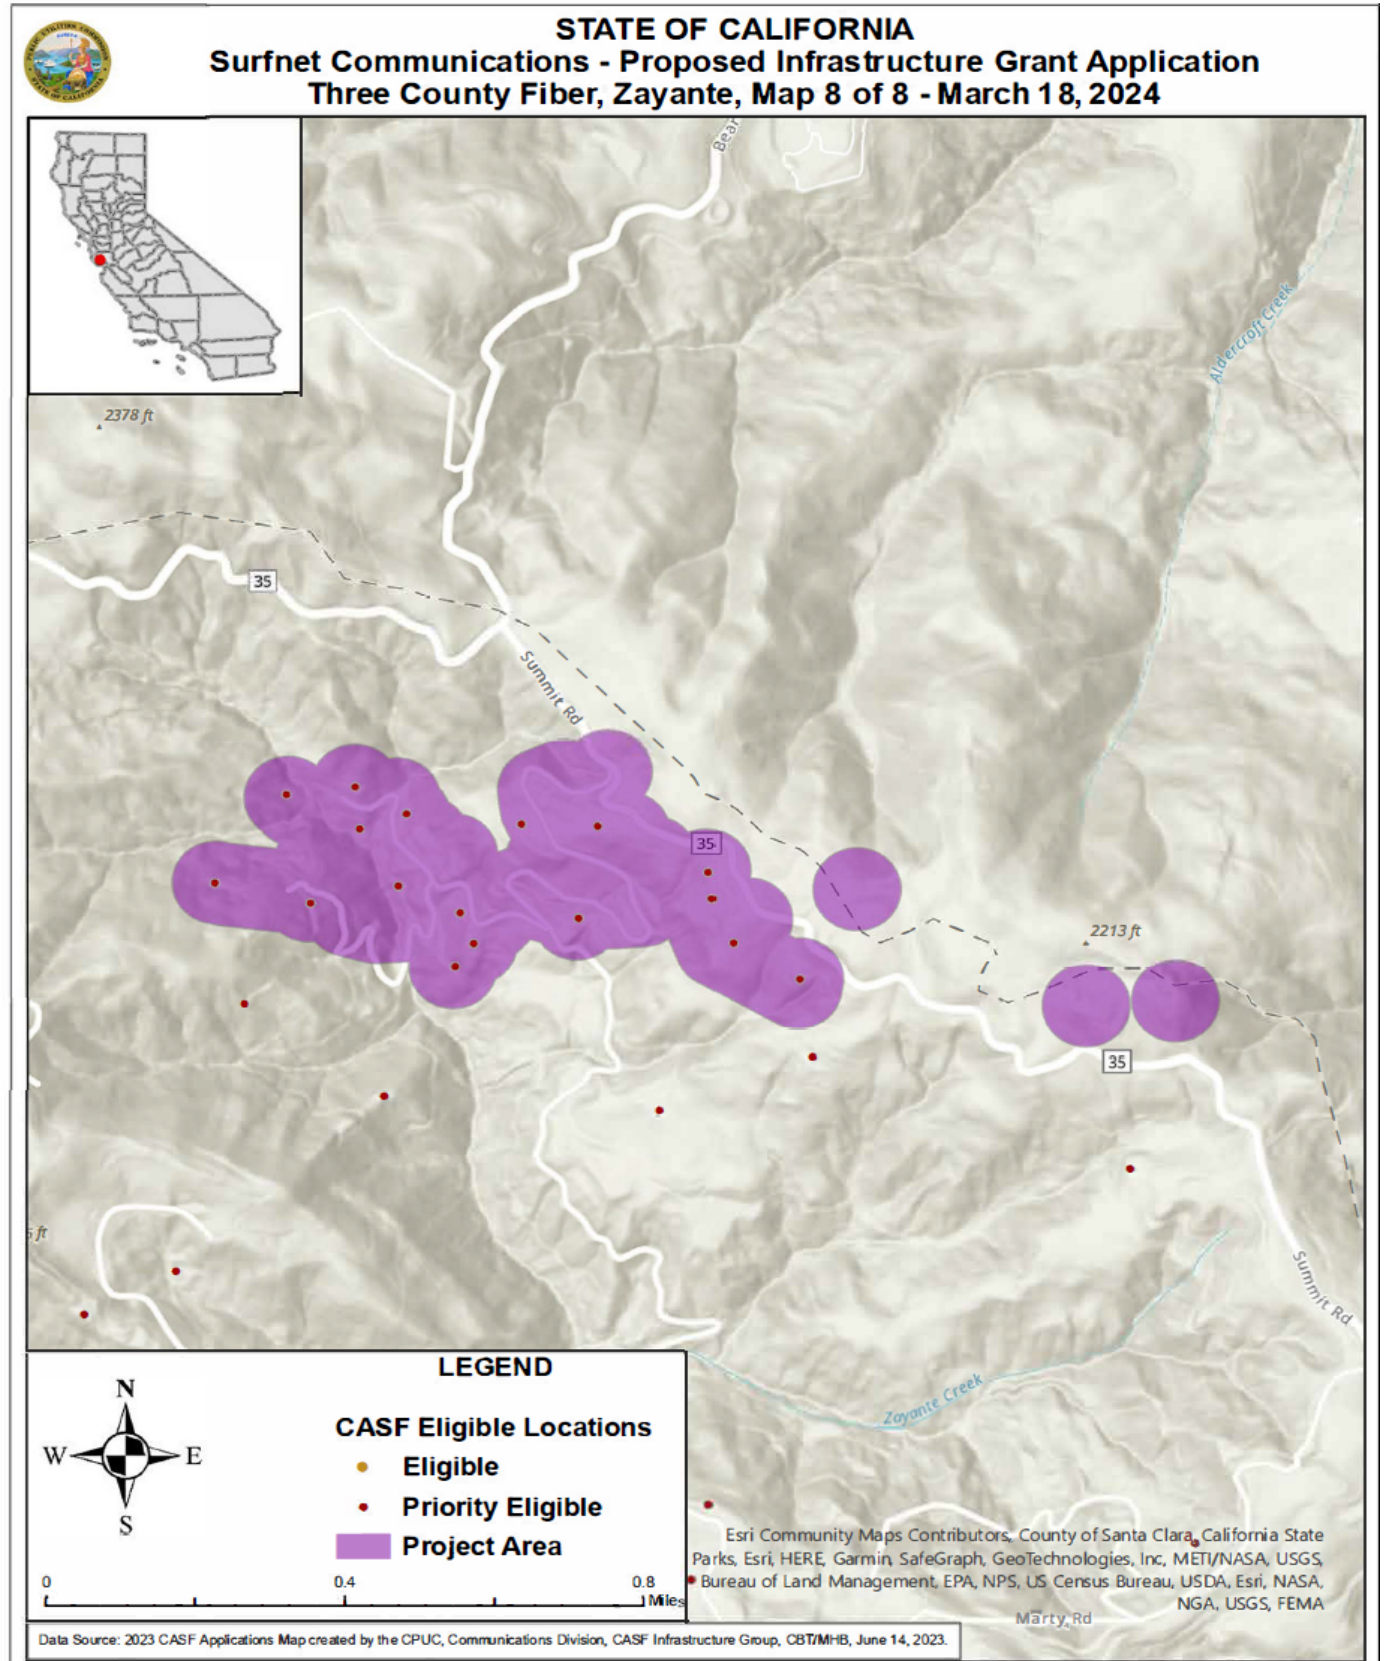 STATE OF CALIFORNIA
Surfnet Communications - Proposed Infrastructure Grant Application
Three County Fiber, Zayante, Map 8 of 8 - March 18, 2024
Bear
Aldercroft Creek
2378 ft
35
Summit Rd
35
2213 ft
35
ft
Summit Rd
Zayante Creek
LEGEND
N
W
E
S
CASF Eligible Locations
Eligible
Priority Eligible
Project Area
0
0.4
0.8
Miles
Esri Community Maps Contributors, County of Santa Clara, California State
Parks, Esri, HERE, Garmin, SafeGraph, GeoTechnologies, Inc, METI/NASA, USGS,
Bureau of Land Management, EPA, NPS, US Census Bureau, USDA, Esri, NASA,
NGA, USGS, FEMA
Marty Rd
Data Source: 2023 CASF Applications Map created by the CPUC, Communications Division, CASF Infrastructure Group, CBT/MHB, June 14, 2023.